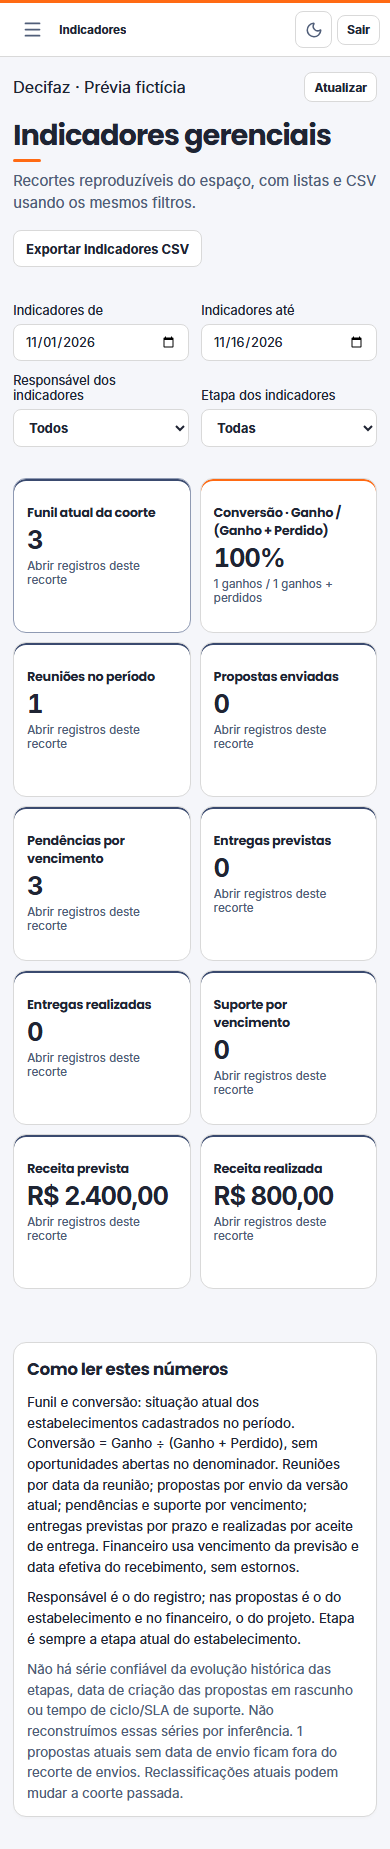 Indicadores
Sair
Decifaz · Prévia fictícia
Atualizar
Indicadores gerenciais
Recortes reproduzíveis do espaço, com listas e CSV
usando os mesmos filtros.
Exportar Indicadores CSV
Indicadores de
Indicadores até
11/01/2026
11/16/2026
Responsável dos
indicadores
Etapa dos indicadores
Todos
Todas
Funil atual da coorte
3
Abrir registros deste
recorte
Conversão · Ganho /
(Ganho + Perdido)
100%
1 ganhos / 1 ganhos +
perdidos
Reuniões no período
1
Abrir registros deste
recorte
Propostas enviadas
0
Abrir registros deste
recorte
Pendências por
vencimento
3
Abrir registros deste
recorte
Entregas previstas
0
Abrir registros deste
recorte
Entregas realizadas
0
Abrir registros deste
recorte
Suporte por
vencimento
0
Abrir registros deste
recorte
Receita prevista
R$ 2.400,00
Abrir registros deste
recorte
Receita realizada
R$ 800,00
Abrir registros deste
recorte
Como ler estes números
Funil e conversão: situação atual dos
estabelecimentos cadastrados no período.
Conversão = Ganho ÷ (Ganho + Perdido), sem
oportunidades abertas no denominador. Reuniões
por data da reunião; propostas por envio da versão
atual; pendências e suporte por vencimento;
entregas previstas por prazo e realizadas por aceite
de entrega. Financeiro usa vencimento da previsão e
data efetiva do recebimento, sem estornos.
Responsável é o do registro; nas propostas é o do
estabelecimento e no financeiro, o do projeto. Etapa
é sempre a etapa atual do estabelecimento.
Não há série confiável da evolução histórica das
etapas, data de criação das propostas em rascunho
ou tempo de ciclo/SLA de suporte. Não
reconstruímos essas séries por inferência. 1
propostas atuais sem data de envio ficam fora do
recorte de envios. Reclassificações atuais podem
mudar a coorte passada.